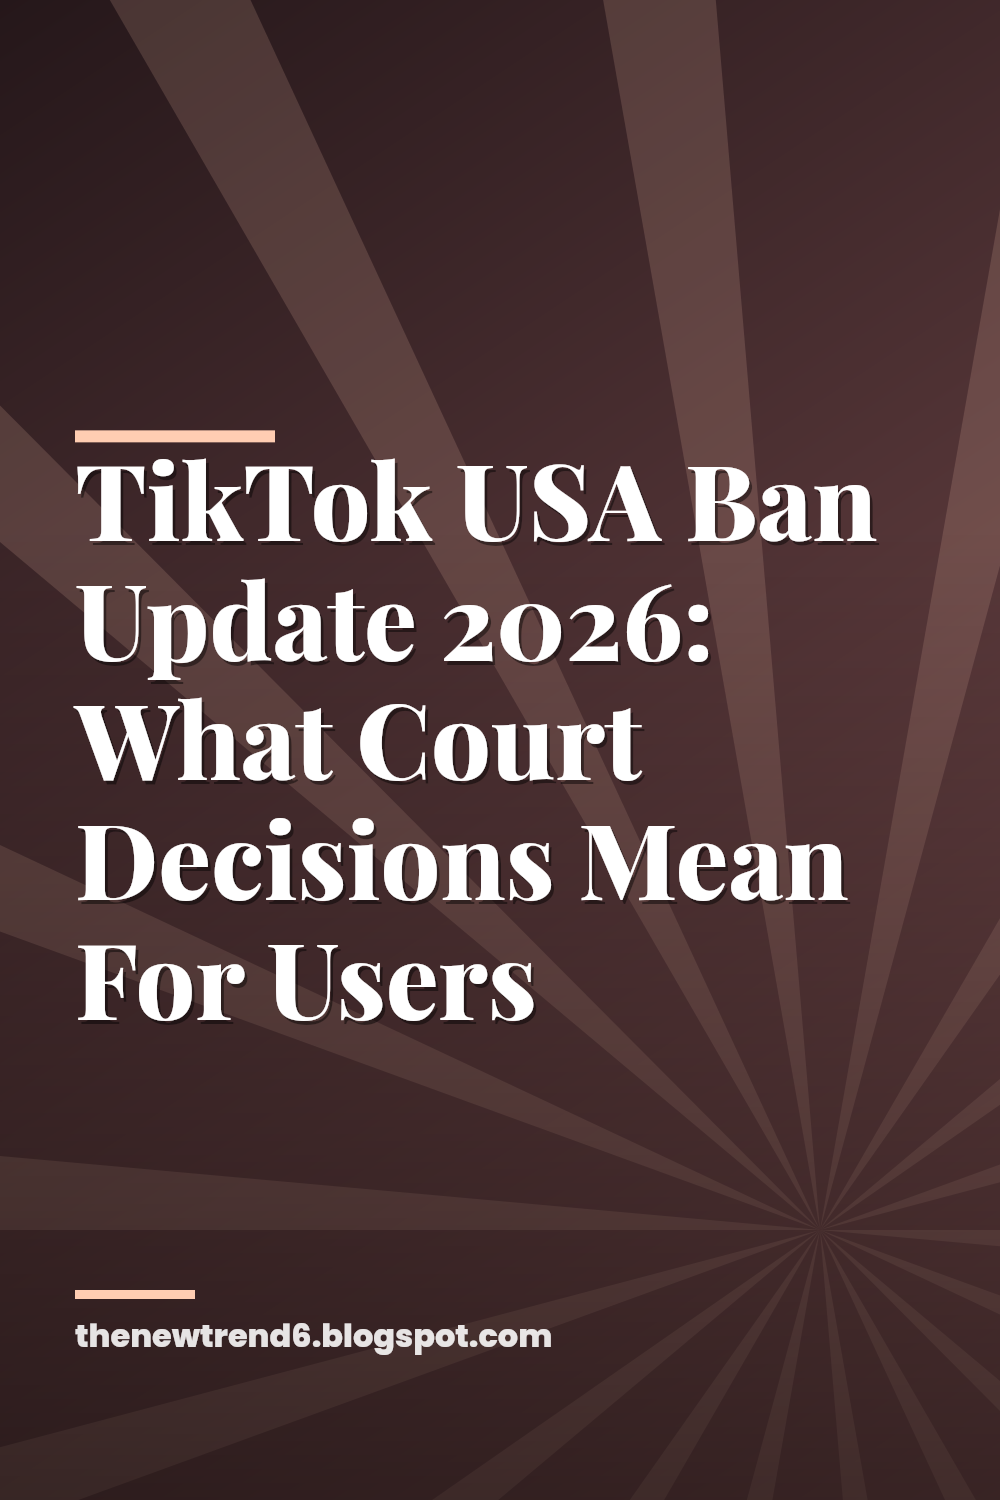 TikTok USA Ban
Update 2026:
What Court
Decisions Mean
For Users
thenewtrend6.blogspot.com